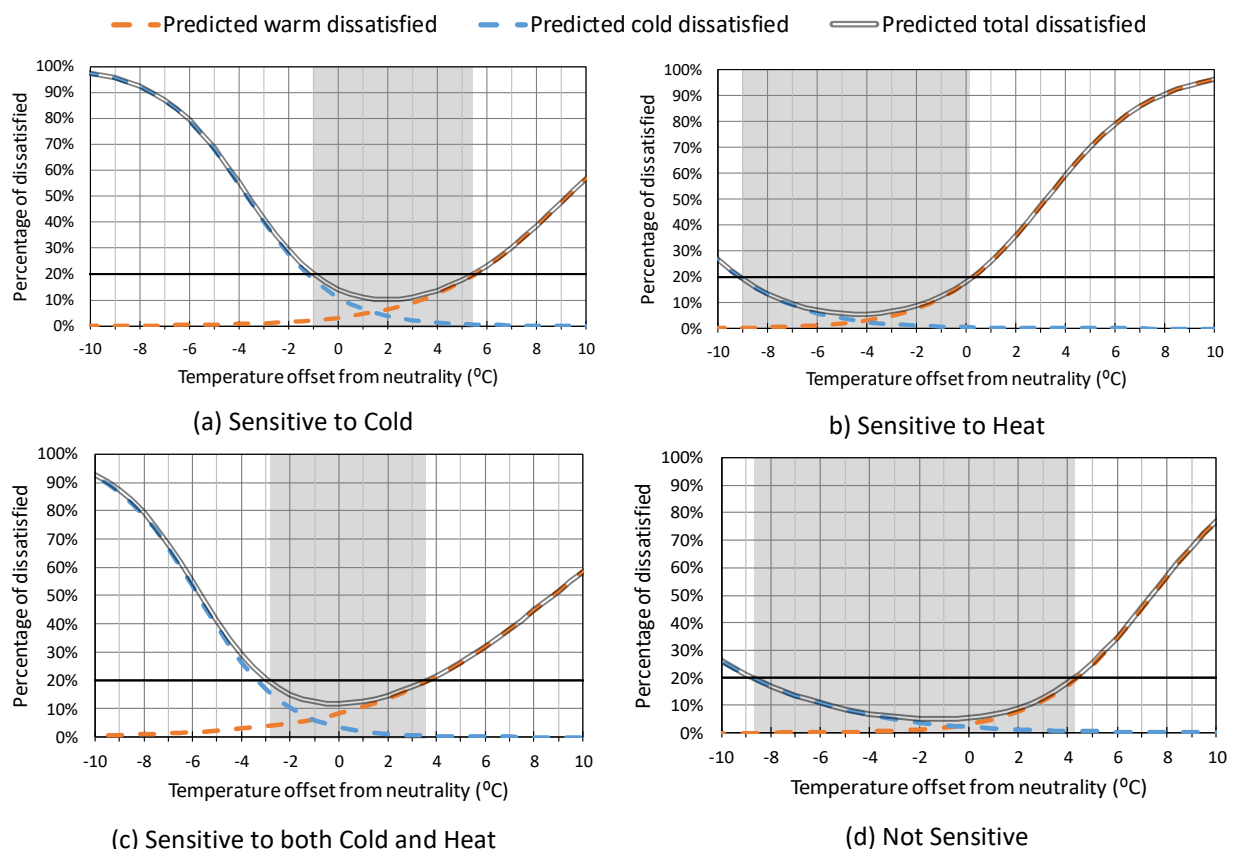 Predicted warm dissatisfied Predicted cold dissatisfied Predicted total dissatisfied
Percentage of dissatisfied
100%
90%
80%
70%
60%
50%
40%
30%
20%
10%
0%
-10 -8 -6 -4 -2 0 2 4 6 8 10
Temperature offset from neutrality (⁰C)
(a) Sensitive to Cold
Percentage of dissatisfied
100%
90%
80%
70%
60%
50%
40%
30%
20%
10%
0%
-10 -8 -6 -4 -2 0 2 4 6 8 10
Temperature offset from neutrality (⁰C)
b) Sensitive to Heat
Percentage of dissatisfied
100%
90%
80%
70%
60%
50%
40%
30%
20%
10%
0%
-10 -8 -6 -4 -2 0 2 4 6 8 10
Temperature offset from neutrality (⁰C)
(c) Sensitive to both Cold and Heat
Percentage of dissatisfied
100%
90%
80%
70%
60%
50%
40%
30%
20%
10%
0%
-10 -8 -6 -4 -2 0 2 4 6 8 10
Temperature offset from neutrality (⁰C)
(d) Not Sensitive